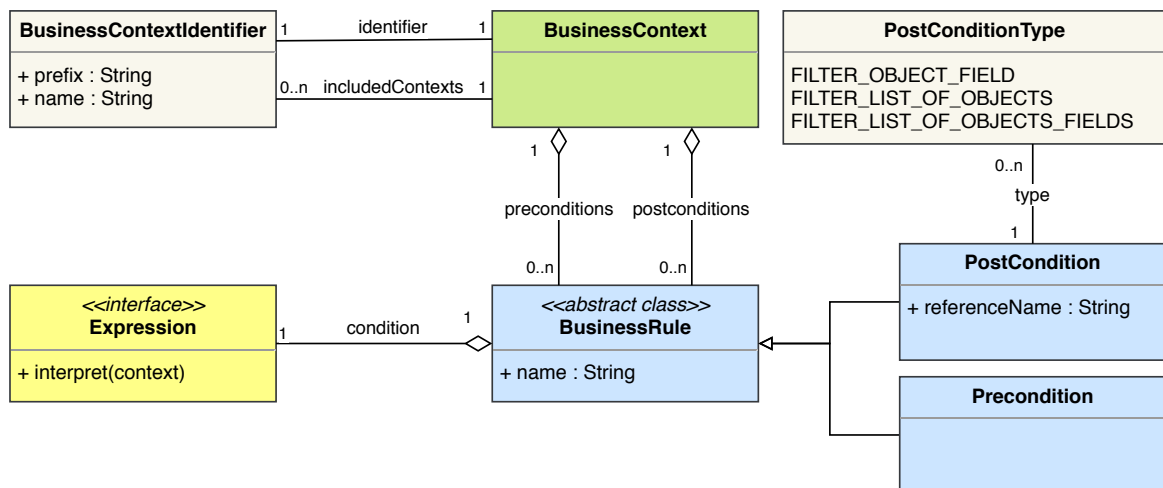 BusinessContextIdentifier
+ prefix : String
+ name : String
1
identifier
1
0..n
includedContexts
1
BusinessContext
PostConditionType
FILTER_OBJECT_FIELD
FILTER_LIST_OF_OBJECTS
FILTER_LIST_OF_OBJECTS_FIELDS
1
1
preconditions
postconditions
0..n
0..n
0..n
type
1
<<interface>>
Expression
+ interpret(context)
1
condition
1
<<abstract class>>
BusinessRule
+ name : String
PostCondition
+ referenceName : String
Precondition